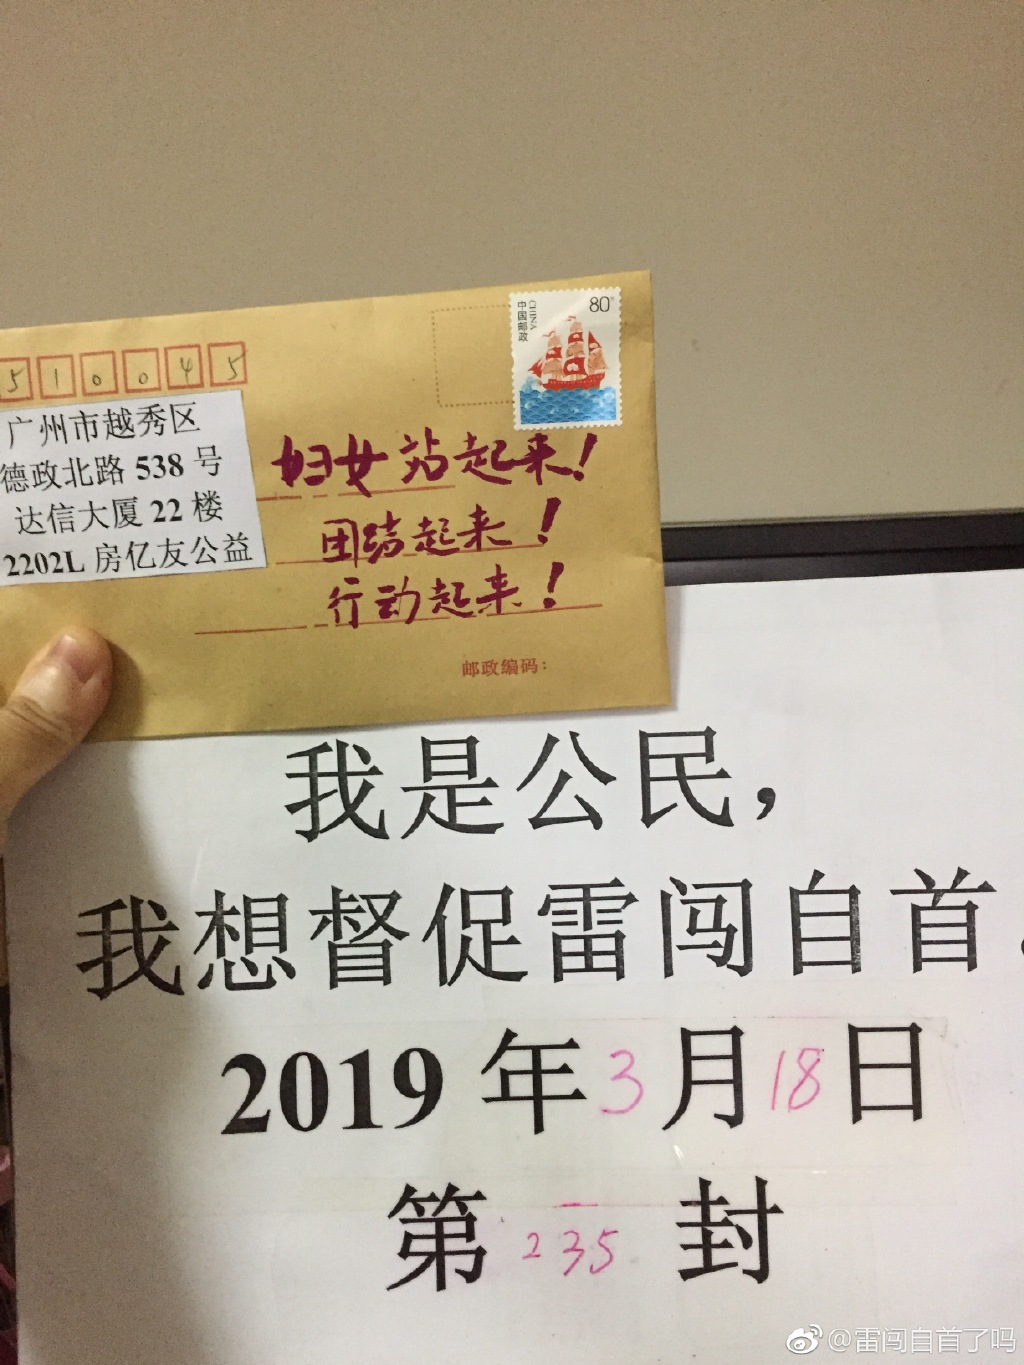 中国邮政
CHINA
80分
510045
广州市越秀区
德政北路 538 号
达信大厦 22 楼
2202L 房亿友公益
妇女站起来！
团结起来！
行动起来！
邮政编码：
我是公民，
我想督促雷闯自首。
2019 年 3 月 18 日
第 235 封
@雷闯自首了吗